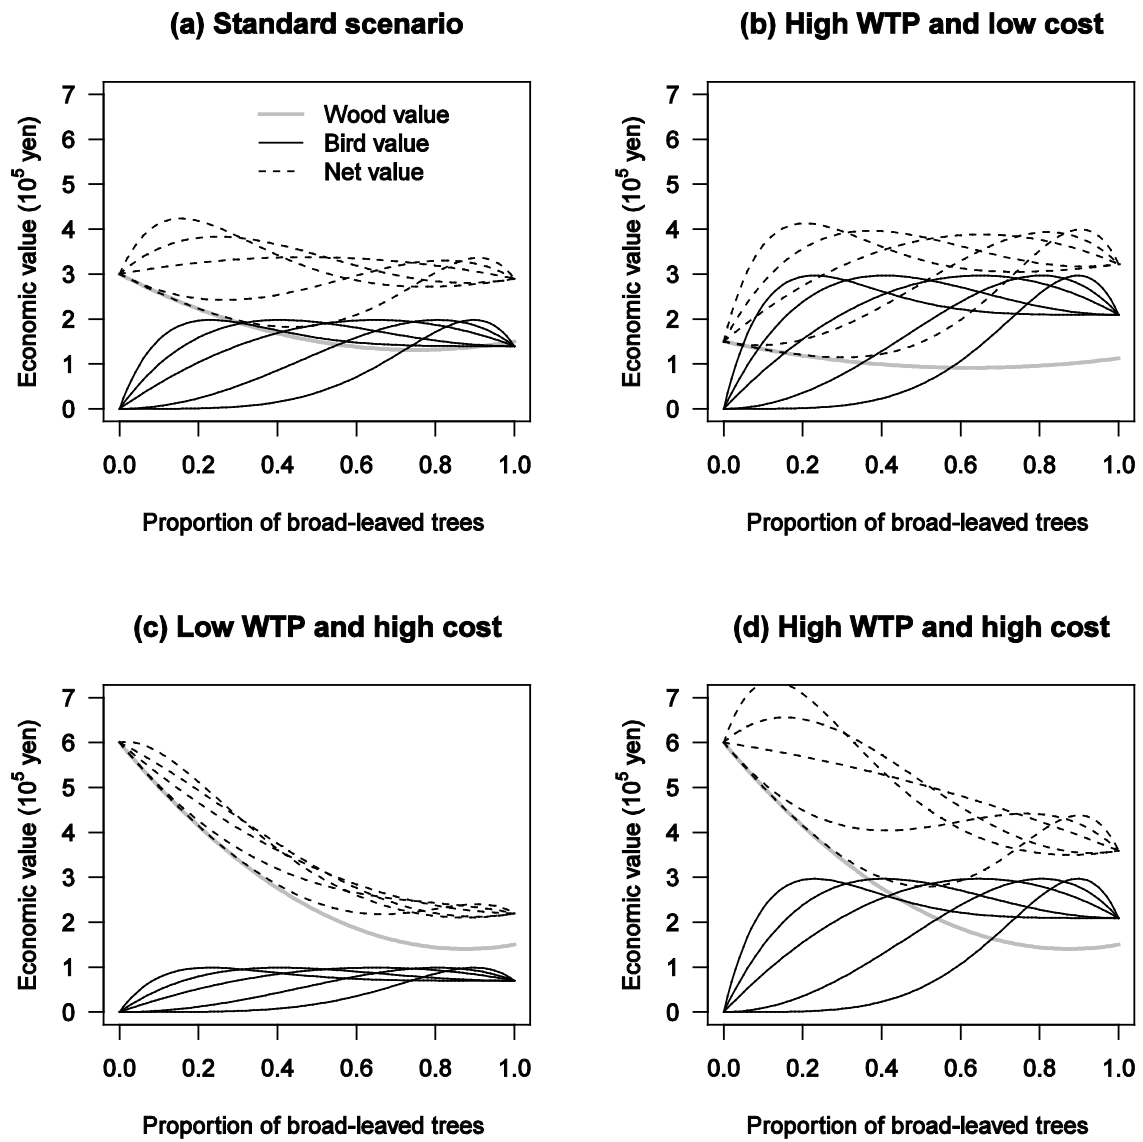 (a) Standard scenario
Economic value (10⁵ yen)
7
6
5
4
3
2
1
0
Wood value
Bird value
Net value
0.0 0.2 0.4 0.6 0.8 1.0
Proportion of broad-leaved trees
(b) High WTP and low cost
Economic value (10⁵ yen)
7
6
5
4
3
2
1
0
0.0 0.2 0.4 0.6 0.8 1.0
Proportion of broad-leaved trees
(c) Low WTP and high cost
Economic value (10⁵ yen)
7
6
5
4
3
2
1
0
0.0 0.2 0.4 0.6 0.8 1.0
Proportion of broad-leaved trees
(d) High WTP and high cost
Economic value (10⁵ yen)
7
6
5
4
3
2
1
0
0.0 0.2 0.4 0.6 0.8 1.0
Proportion of broad-leaved trees